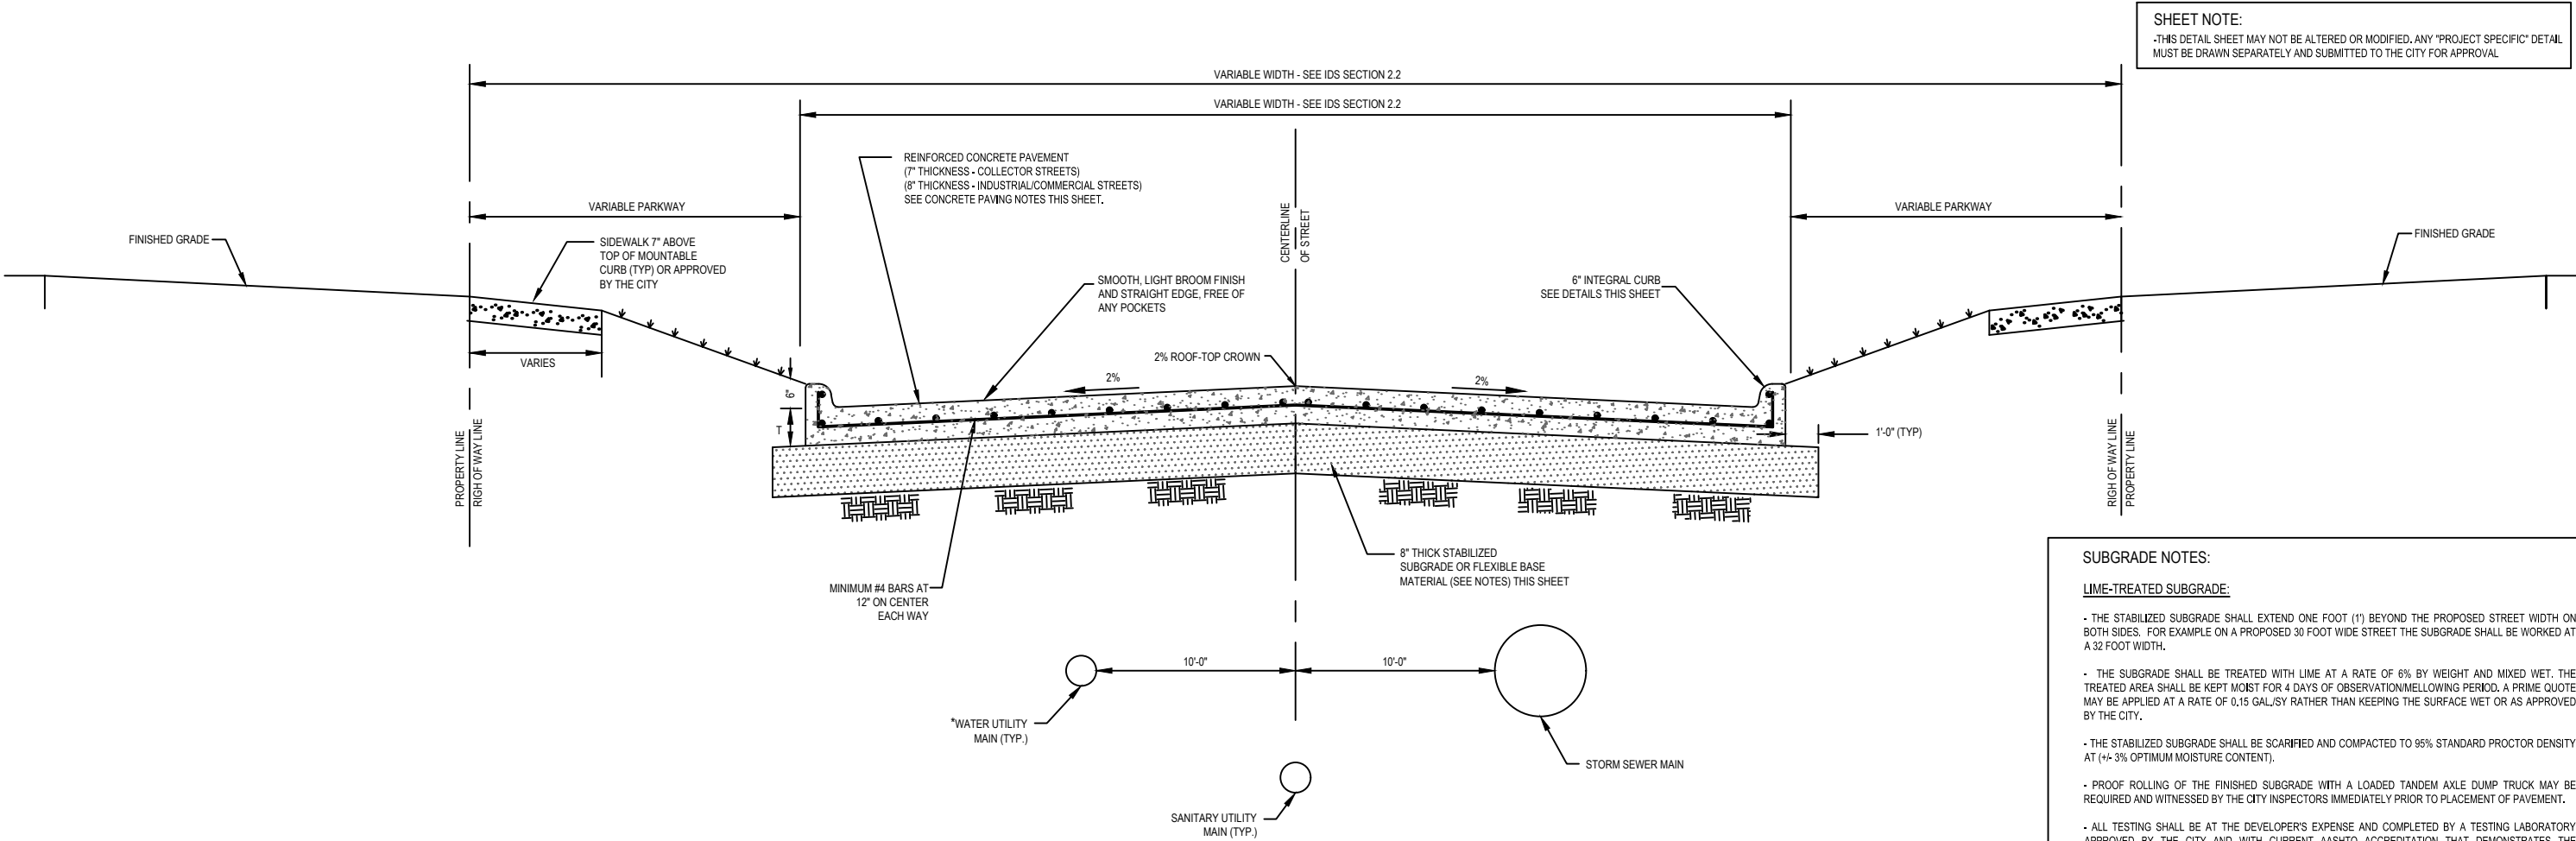 SHEET NOTE:
-THIS DETAIL SHEET MAY NOT BE ALTERED OR MODIFIED. ANY "PROJECT SPECIFIC" DETAIL
MUST BE DRAWN SEPARATELY AND SUBMITTED TO THE CITY FOR APPROVAL
VARIABLE WIDTH - SEE IDS SECTION 2.2
VARIABLE WIDTH - SEE IDS SECTION 2.2
REINFORCED CONCRETE PAVEMENT
(7" THICKNESS - COLLECTOR STREETS)
(8" THICKNESS - INDUSTRIAL/COMMERCIAL STREETS)
SEE CONCRETE PAVING NOTES THIS SHEET.
VARIABLE PARKWAY
VARIABLE PARKWAY
CENTERLINE
OF STREET
FINISHED GRADE
SIDEWALK 7" ABOVE
TOP OF MOUNTABLE
CURB (TYP) OR APPROVED
BY THE CITY
FINISHED GRADE
SMOOTH, LIGHT BROOM FINISH
AND STRAIGHT EDGE, FREE OF
ANY POCKETS
6" INTEGRAL CURB
SEE DETAILS THIS SHEET
VARIES
2% ROOF-TOP CROWN
2%
2%
6"
T
1'-0" (TYP)
PROPERTY LINE
RIGH OF WAY LINE
RIGH OF WAY LINE
PROPERTY LINE
8" THICK STABILIZED
SUBGRADE OR FLEXIBLE BASE
MATERIAL (SEE NOTES) THIS SHEET
MINIMUM #4 BARS AT
12" ON CENTER
EACH WAY
10'-0"
10'-0"
*WATER UTILITY
MAIN (TYP.)
STORM SEWER MAIN
SANITARY UTILITY
MAIN (TYP.)
SUBGRADE NOTES:
LIME-TREATED SUBGRADE:
- THE STABILIZED SUBGRADE SHALL EXTEND ONE FOOT (1') BEYOND THE PROPOSED STREET WIDTH ON
BOTH SIDES. FOR EXAMPLE ON A PROPOSED 30 FOOT WIDE STREET THE SUBGRADE SHALL BE WORKED AT
A 32 FOOT WIDTH.
- THE SUBGRADE SHALL BE TREATED WITH LIME AT A RATE OF 6% BY WEIGHT AND MIXED WET. THE
TREATED AREA SHALL BE KEPT MOIST FOR 4 DAYS OF OBSERVATION/MELLOWING PERIOD. A PRIME QUOTE
MAY BE APPLIED AT A RATE OF 0.15 GAL./SY RATHER THAN KEEPING THE SURFACE WET OR AS APPROVED
BY THE CITY.
- THE STABILIZED SUBGRADE SHALL BE SCARIFIED AND COMPACTED TO 95% STANDARD PROCTOR DENSITY
AT (+/- 3% OPTIMUM MOISTURE CONTENT).
- PROOF ROLLING OF THE FINISHED SUBGRADE WITH A LOADED TANDEM AXLE DUMP TRUCK MAY BE
REQUIRED AND WITNESSED BY THE CITY INSPECTORS IMMEDIATELY PRIOR TO PLACEMENT OF PAVEMENT.
- ALL TESTING SHALL BE AT THE DEVELOPER'S EXPENSE AND COMPLETED BY A TESTING LABORATORY
APPROVED BY THE CITY AND WITH CURRENT AASHTO ACCREDITATION THAT DEMONSTRATES THE